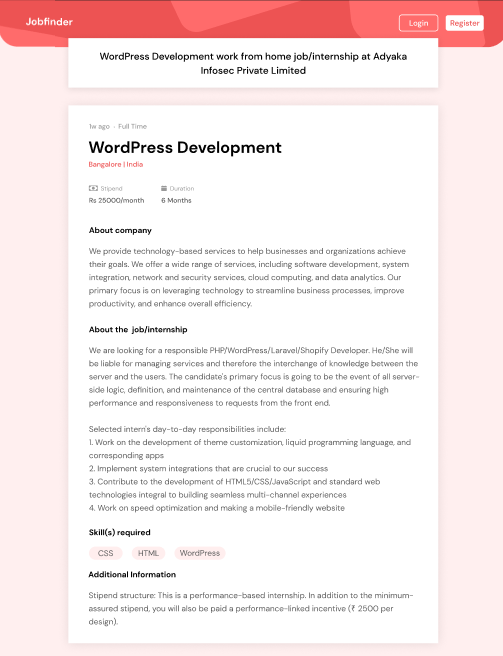 Jobfinder
Login
Register
WordPress Development work from home job/internship at Adyaka
Infosec Private Limited
1w ago · Full Time
WordPress Development
Bangalore | India
Stipend
Duration
Rs 25000/month
6 Months
About company
We provide technology-based services to help businesses and organizations achieve
their goals. We offer a wide range of services, including software development, system
integration, network and security services, cloud computing, and data analytics. Our
primary focus is on leveraging technology to streamline business processes, improve
productivity, and enhance overall efficiency.
About the job/internship
We are looking for a responsible PHP/WordPress/Laravel/Shopify Developer. He/She will
be liable for managing services and therefore the interchange of knowledge between the
server and the users. The candidate's primary focus is going to be the event of all server-
side logic, definition, and maintenance of the central database and ensuring high
performance and responsiveness to requests from the front end.
Selected intern's day-to-day responsibilities include:
1. Work on the development of theme customization, liquid programming language, and
corresponding apps
2. Implement system integrations that are crucial to our success
3. Contribute to the development of HTML5/CSS/JavaScript and standard web
technologies integral to building seamless multi-channel experiences
4. Work on speed optimization and making a mobile-friendly website
Skill(s) required
CSS
HTML
WordPress
Additional Information
Stipend structure: This is a performance-based internship. In addition to the minimum-
assured stipend, you will also be paid a performance-linked incentive (₹ 2500 per
design).